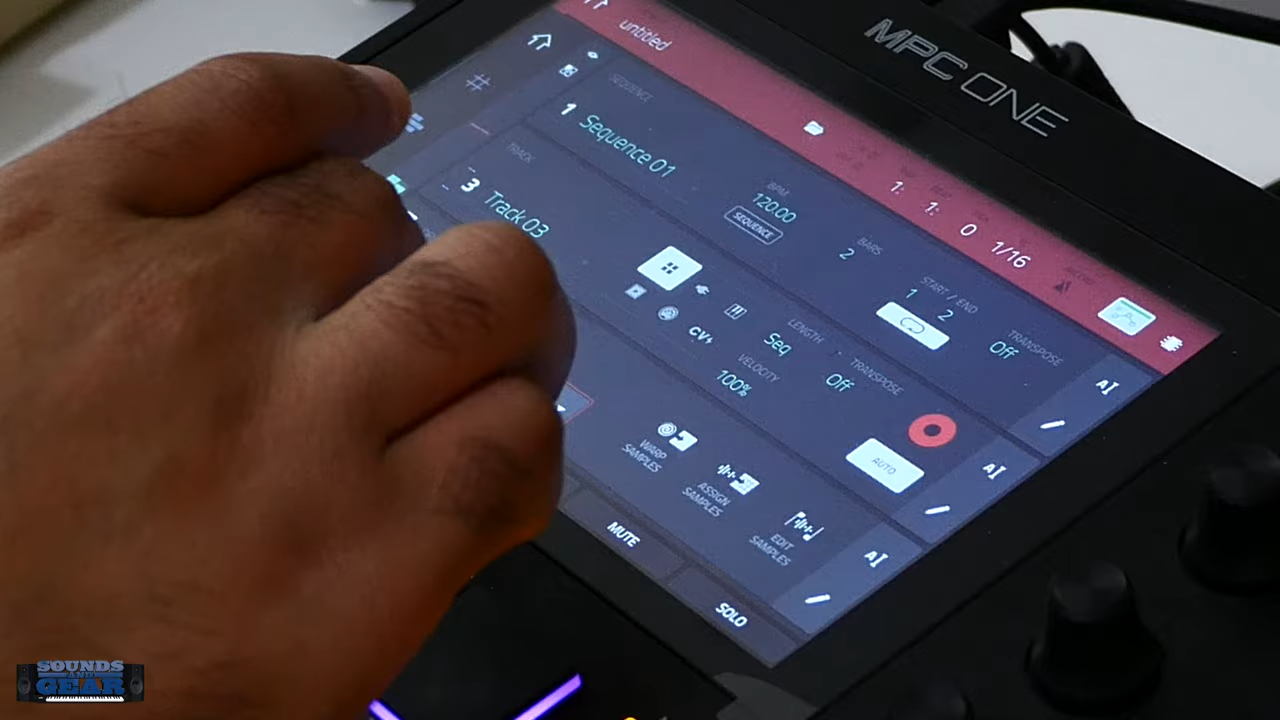 MPC ONE
untitled
1: 1: 0 1/16
SEQUENCE
1 Sequence 01
BPM
120.00
SEQUENCE
BARS
2
START / END
1 2
TRANSPOSE
Off
TRACK
3 Track 03
CV
LENGTH
Seq
VELOCITY
100%
TRANSPOSE
Off
AUTO
WARP
SAMPLES
ASSIGN
SAMPLES
EDIT
SAMPLES
MUTE
SOLO
SOUNDS
AND
GEAR